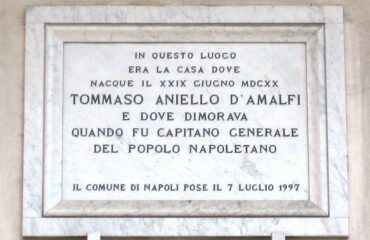 IN QUESTO LUOGO
ERA LA CASA DOVE
NACQUE IL XXIX GIUGNO MDCXX
TOMMASO ANIELLO D'AMALFI
E DOVE DIMORAVA
QUANDO FU CAPITANO GENERALE
DEL POPOLO NAPOLETANO
IL COMUNE DI NAPOLI POSE IL 7 LUGLIO 1997